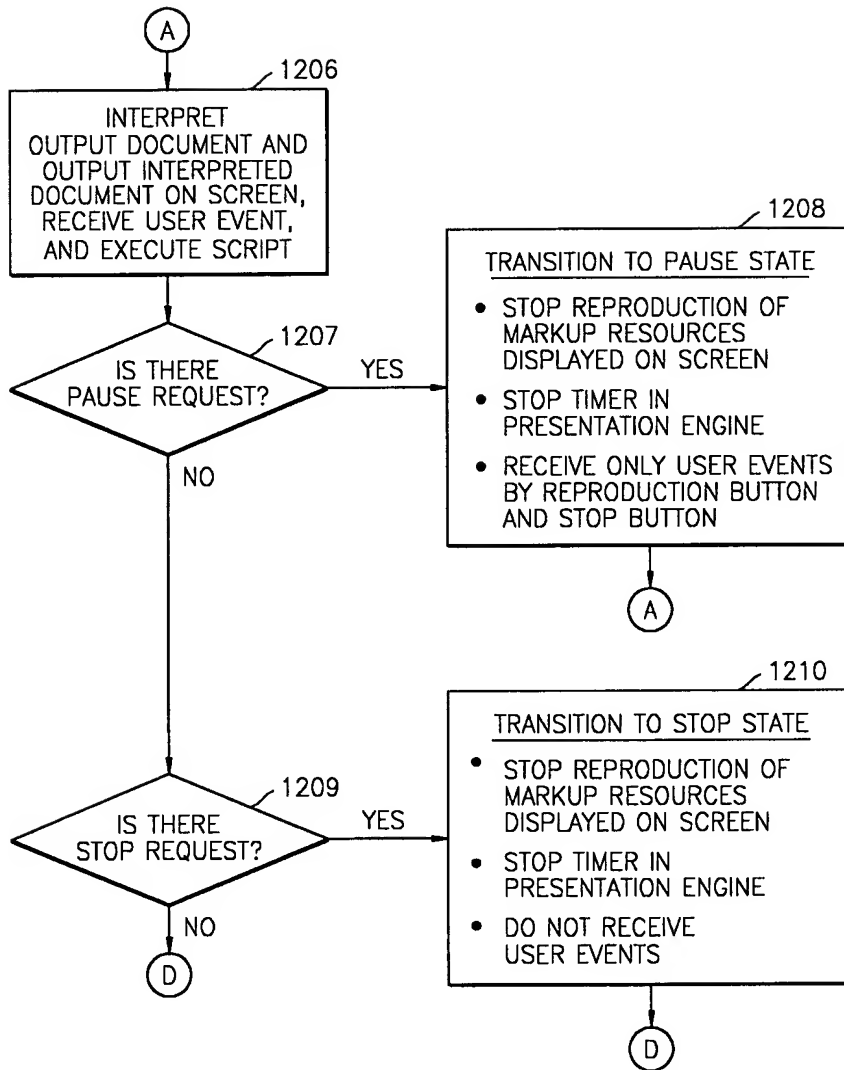 A
1206
INTERPRET
OUTPUT DOCUMENT AND
OUTPUT INTERPRETED
DOCUMENT ON SCREEN,
RECEIVE USER EVENT,
AND EXECUTE SCRIPT
1207
IS THERE
PAUSE REQUEST?
YES
NO
1208
TRANSITION TO PAUSE STATE
• STOP REPRODUCTION OF
MARKUP RESOURCES
DISPLAYED ON SCREEN
• STOP TIMER IN
PRESENTATION ENGINE
• RECEIVE ONLY USER EVENTS
BY REPRODUCTION BUTTON
AND STOP BUTTON
A
1209
IS THERE
STOP REQUEST?
YES
NO
D
1210
TRANSITION TO STOP STATE
• STOP REPRODUCTION OF
MARKUP RESOURCES
DISPLAYED ON SCREEN
• STOP TIMER IN
PRESENTATION ENGINE
• DO NOT RECEIVE
USER EVENTS
D